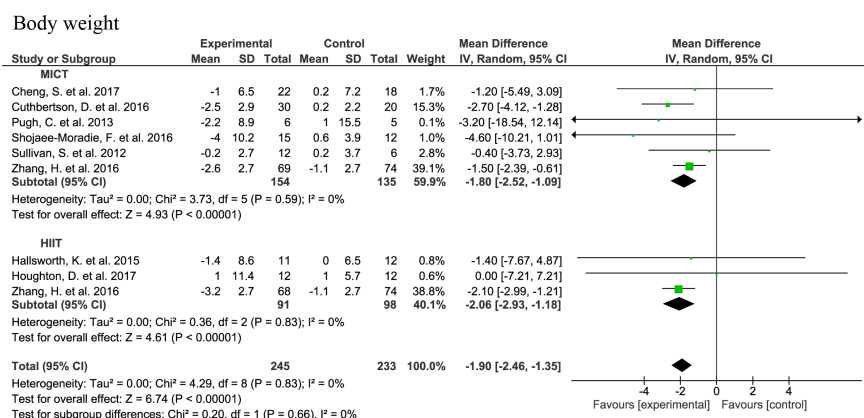 Body weight
Experimental Control Mean Difference Mean Difference
Study or Subgroup Mean SD Total Mean SD Total Weight IV, Random, 95% CI IV, Random, 95% CI
MICT
Cheng, S. et al. 2017 -1 6.5 22 0.2 7.2 18 1.7% -1.20 [-5.49, 3.09]
Cuthbertson, D. et al. 2016 -2.5 2.9 30 0.2 2.2 20 15.3% -2.70 [-4.12, -1.28]
Pugh, C. et al. 2013 -2.2 8.9 6 1 15.5 5 0.1% -3.20 [-18.54, 12.14]
Shojaee-Moradie, F. et al. 2016 -4 10.2 15 0.6 3.9 12 1.0% -4.60 [-10.21, 1.01]
Sullivan, S. et al. 2012 -0.2 2.7 12 0.2 3.7 6 2.8% -0.40 [-3.73, 2.93]
Zhang, H. et al. 2016 -2.6 2.7 69 -1.1 2.7 74 39.1% -1.50 [-2.39, -0.61]
Subtotal (95% CI) 154 135 59.9% -1.80 [-2.52, -1.09]
Heterogeneity: Tau² = 0.00; Chi² = 3.73, df = 5 (P = 0.59); I² = 0%
Test for overall effect: Z = 4.93 (P < 0.00001)
HIIT
Hallsworth, K. et al. 2015 -1.4 8.6 11 0 6.5 12 0.8% -1.40 [-7.67, 4.87]
Houghton, D. et al. 2017 1 11.4 12 1 5.7 12 0.6% 0.00 [-7.21, 7.21]
Zhang, H. et al. 2016 -3.2 2.7 68 -1.1 2.7 74 38.8% -2.10 [-2.99, -1.21]
Subtotal (95% CI) 91 98 40.1% -2.06 [-2.93, -1.18]
Heterogeneity: Tau² = 0.00; Chi² = 0.36, df = 2 (P = 0.83); I² = 0%
Test for overall effect: Z = 4.61 (P < 0.00001)
Total (95% CI) 245 233 100.0% -1.90 [-2.46, -1.35]
Heterogeneity: Tau² = 0.00; Chi² = 4.29, df = 8 (P = 0.83); I² = 0%
Test for overall effect: Z = 6.74 (P < 0.00001)
Test for subgroup differences: Chi² = 0.20, df = 1 (P = 0.66), I² = 0%
-4 -2 0 2 4
Favours [experimental] Favours [control]